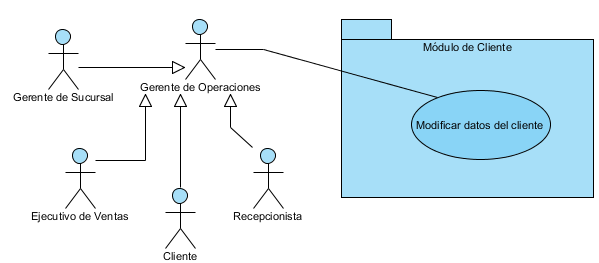 Módulo de Cliente
Gerente de Operaciones
Gerente de Sucursal
Modificar datos del cliente
Ejecutivo de Ventas
Recepcionista
Cliente